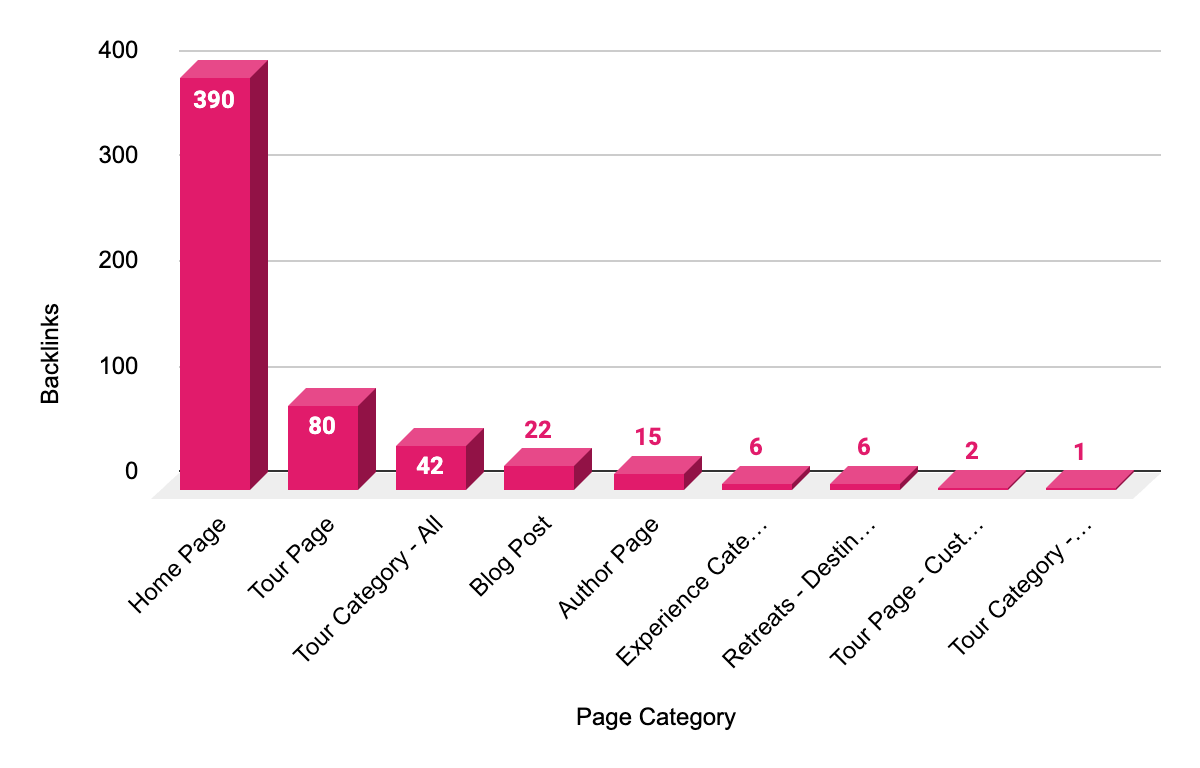 400
300
200
100
0
Backlinks
390
80
42
22
15
6
6
2
1
Home Page
Tour Page
Tour Category - All
Blog Post
Author Page
Experience Cate…
Retreats - Destin…
Tour Page - Cust…
Tour Category -…
Page Category